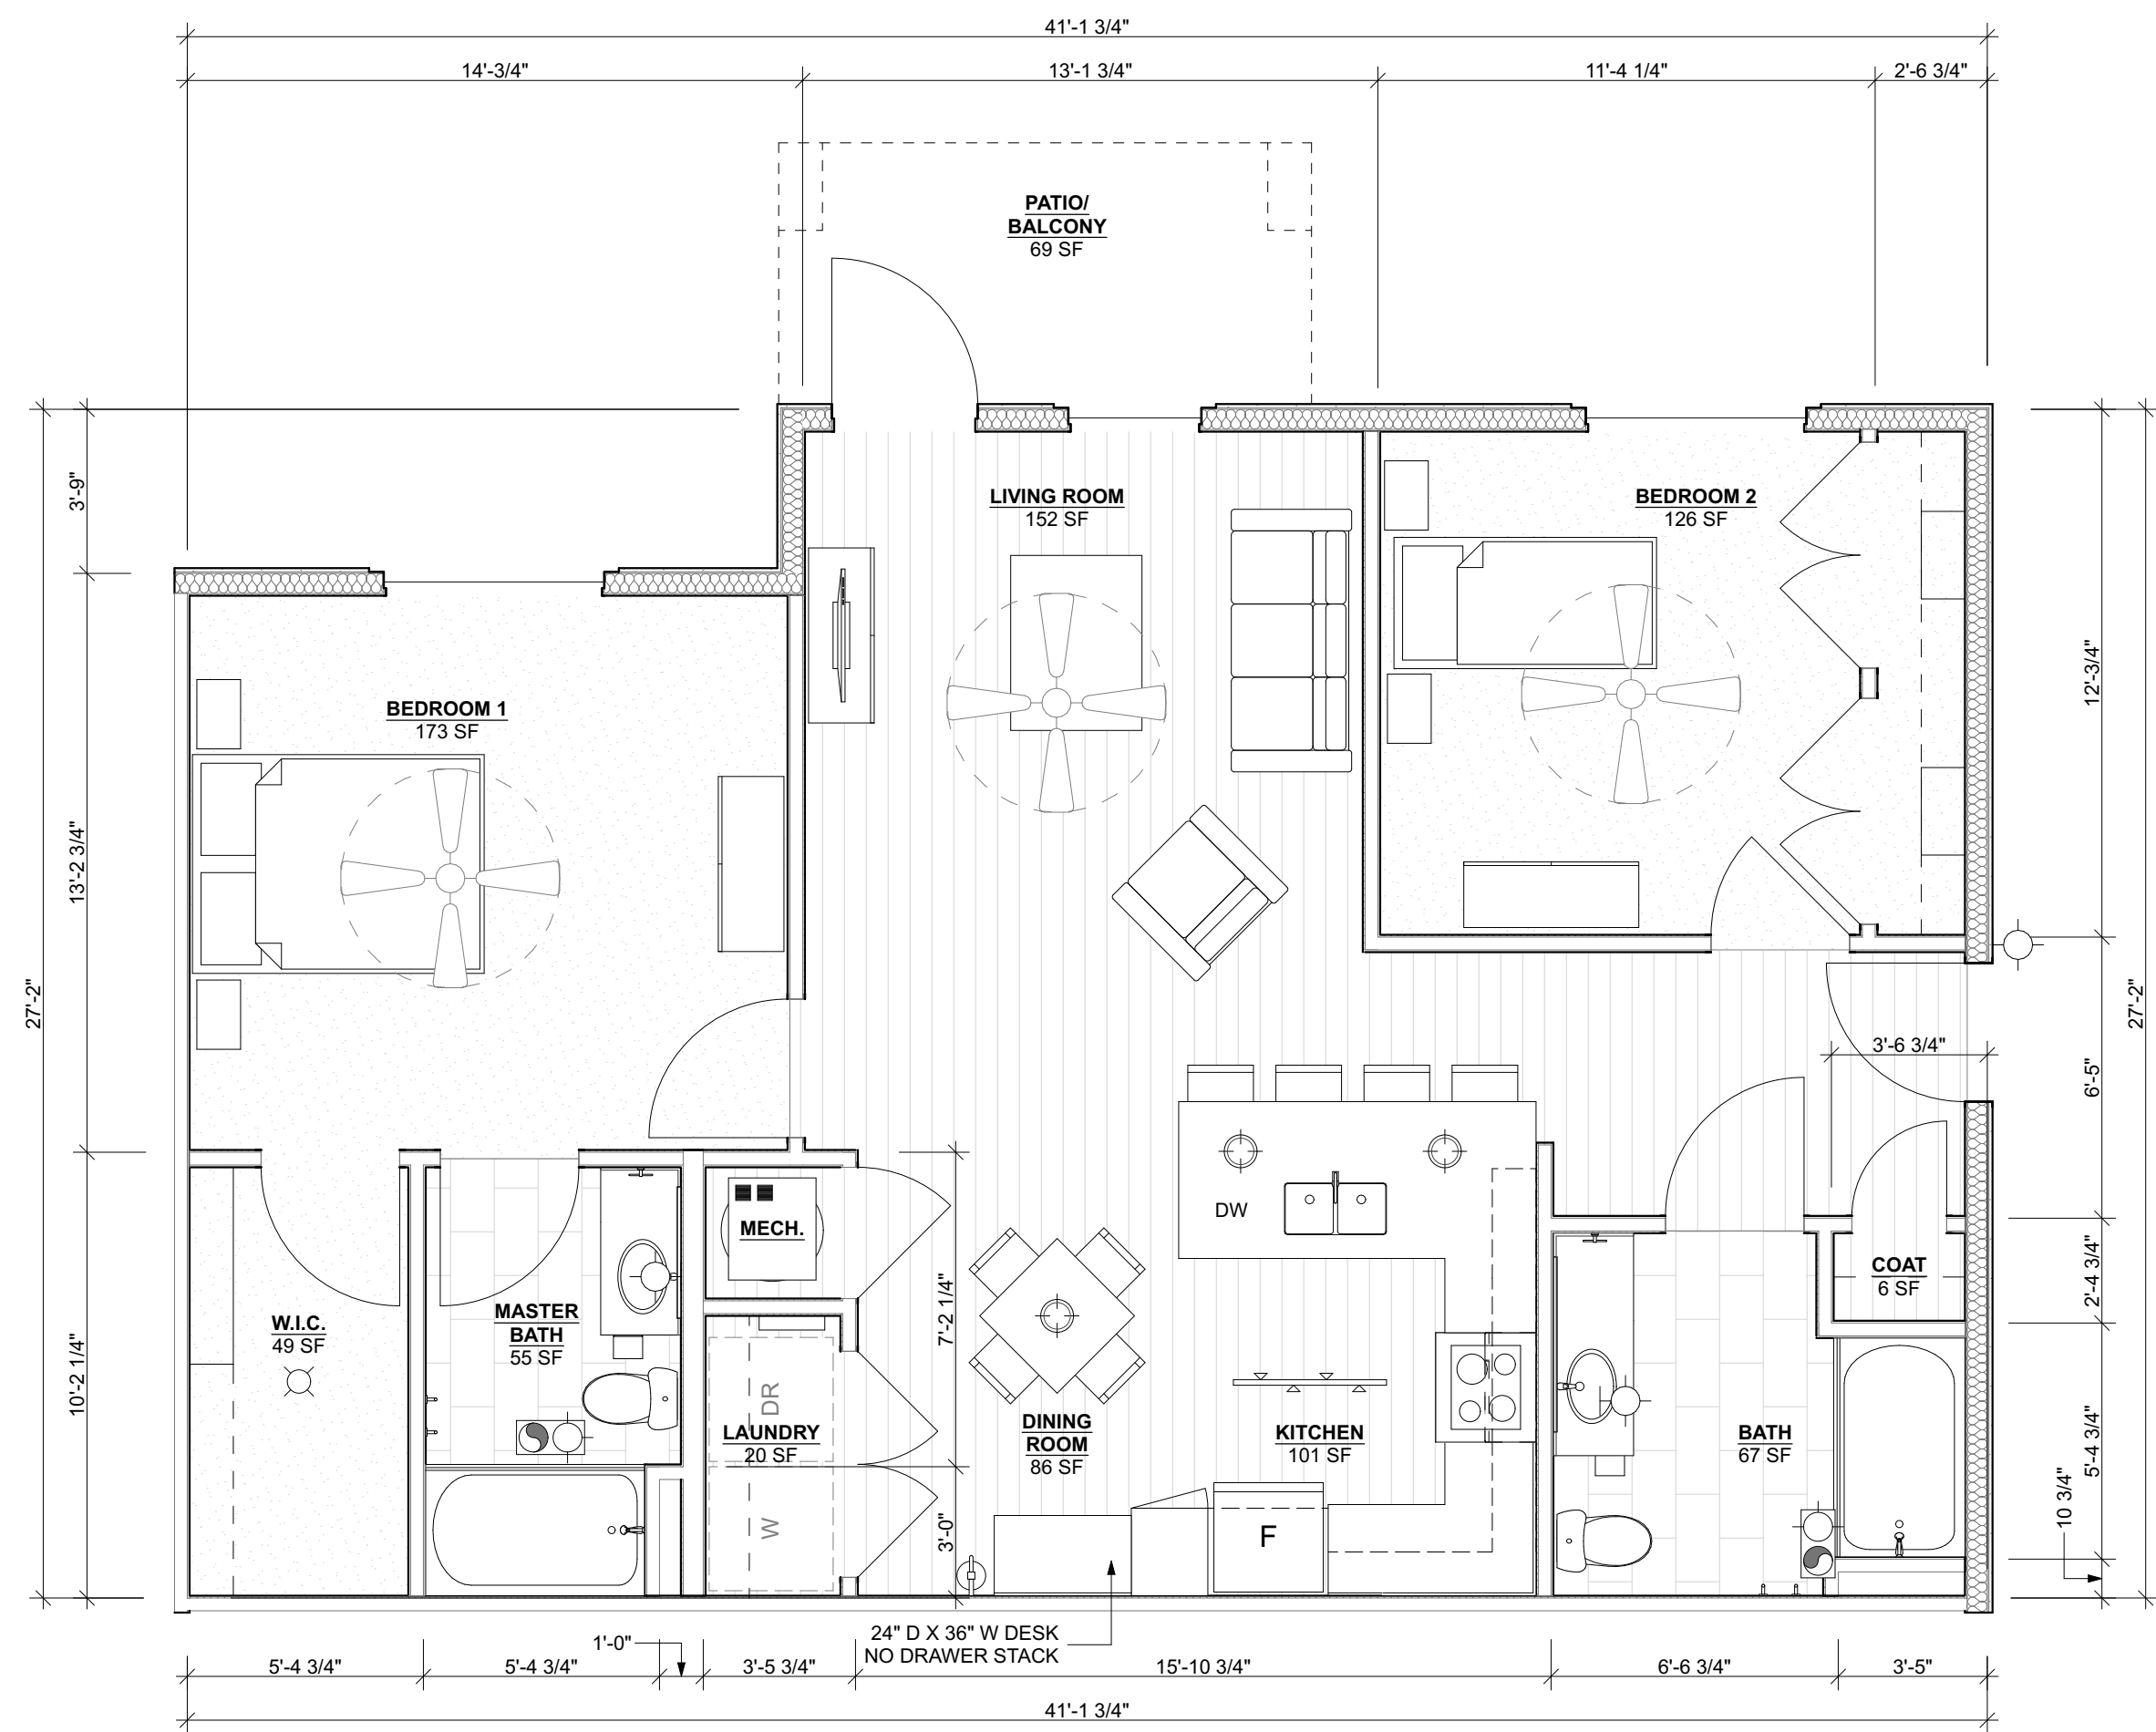 41'-1 3/4"
14'-3/4"
13'-1 3/4"
11'-4 1/4"
2'-6 3/4"
PATIO/
BALCONY
69 SF
LIVING ROOM
152 SF
BEDROOM 2
126 SF
BEDROOM 1
173 SF
3'-9"
13'-2 3/4"
27'-2"
10'-2 1/4"
12'-3/4"
27'-2"
6'-5"
3'-6 3/4"
2'-4 3/4"
5'-4 3/4"
10 3/4"
DW
MECH.
7'-2 1/4"
COAT
6 SF
W.I.C.
49 SF
MASTER
BATH
55 SF
DR
LAUNDRY
20 SF
W
DINING
ROOM
86 SF
KITCHEN
101 SF
BATH
67 SF
F
3'-0"
24" D X 36" W DESK
NO DRAWER STACK
1'-0"
5'-4 3/4"
5'-4 3/4"
3'-5 3/4"
15'-10 3/4"
6'-6 3/4"
3'-5"
41'-1 3/4"